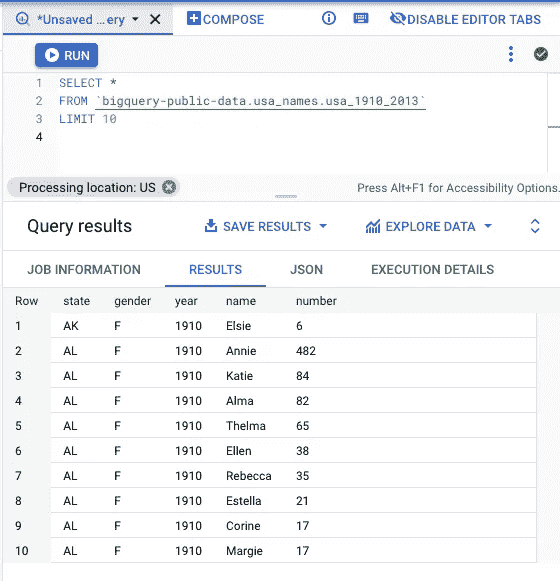 *Unsaved ...ery COMPOSE DISABLE EDITOR TABS
RUN
1 SELECT *
2 FROM `bigquery-public-data.usa_names.usa_1910_2013`
3 LIMIT 10
4
Processing location: US Press Alt+F1 for Accessibility Options.
Query results SAVE RESULTS EXPLORE DATA
JOB INFORMATION RESULTS JSON EXECUTION DETAILS
Row state gender year name number
1 AK F 1910 Elsie 6
2 AL F 1910 Annie 482
3 AL F 1910 Katie 84
4 AL F 1910 Alma 82
5 AL F 1910 Thelma 65
6 AL F 1910 Ellen 38
7 AL F 1910 Rebecca 35
8 AL F 1910 Estella 21
9 AL F 1910 Corine 17
10 AL F 1910 Margie 17